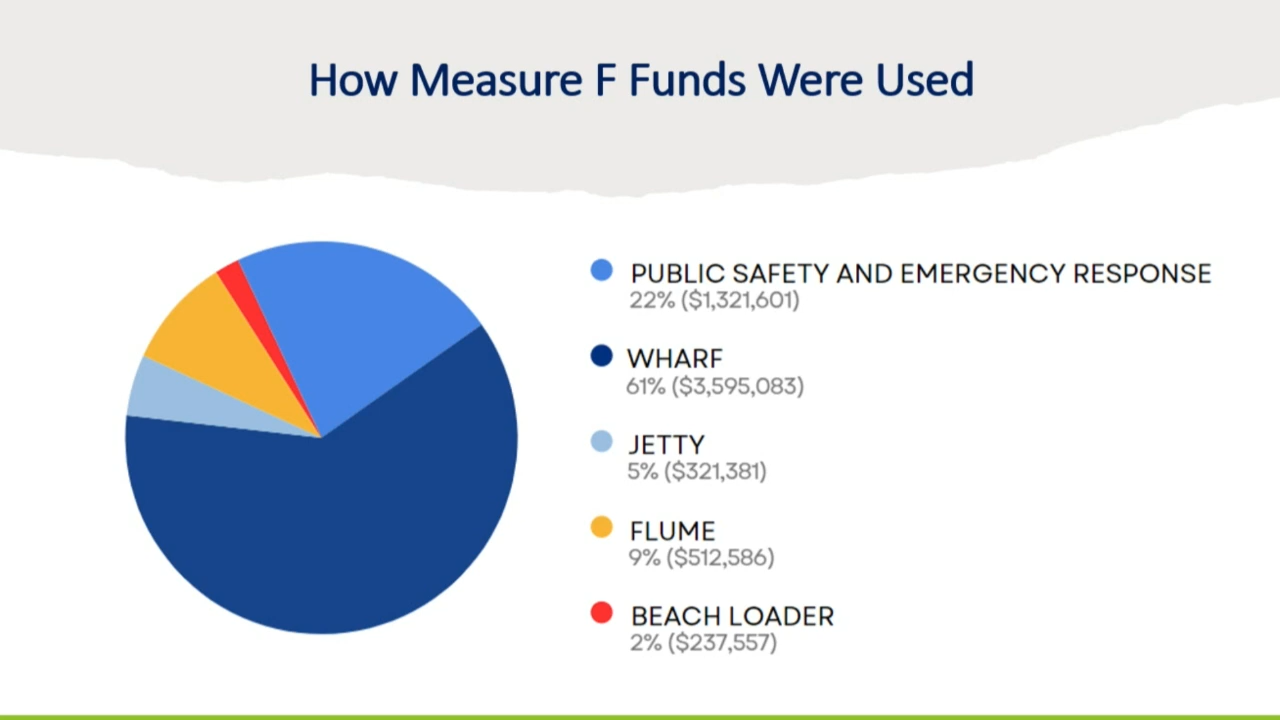 How Measure F Funds Were Used
PUBLIC SAFETY AND EMERGENCY RESPONSE
22% ($1,321,601)
WHARF
61% ($3,595,083)
JETTY
5% ($321,381)
FLUME
9% ($512,586)
BEACH LOADER
2% ($237,557)